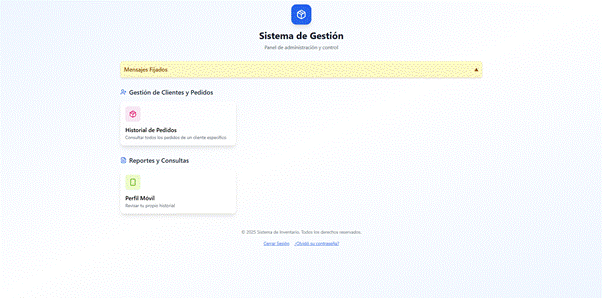 Sistema de Gestión
Panel de administración y control
Mensajes Fijados
Gestión de Clientes y Pedidos
Historial de Pedidos
Consultar todos los pedidos de un cliente específico
Reportes y Consultas
Perfil Móvil
Revisar tu propio historial
© 2025 Sistema de Inventario. Todos los derechos reservados.
Cerrar Sesión ¿Olvidó su contraseña?